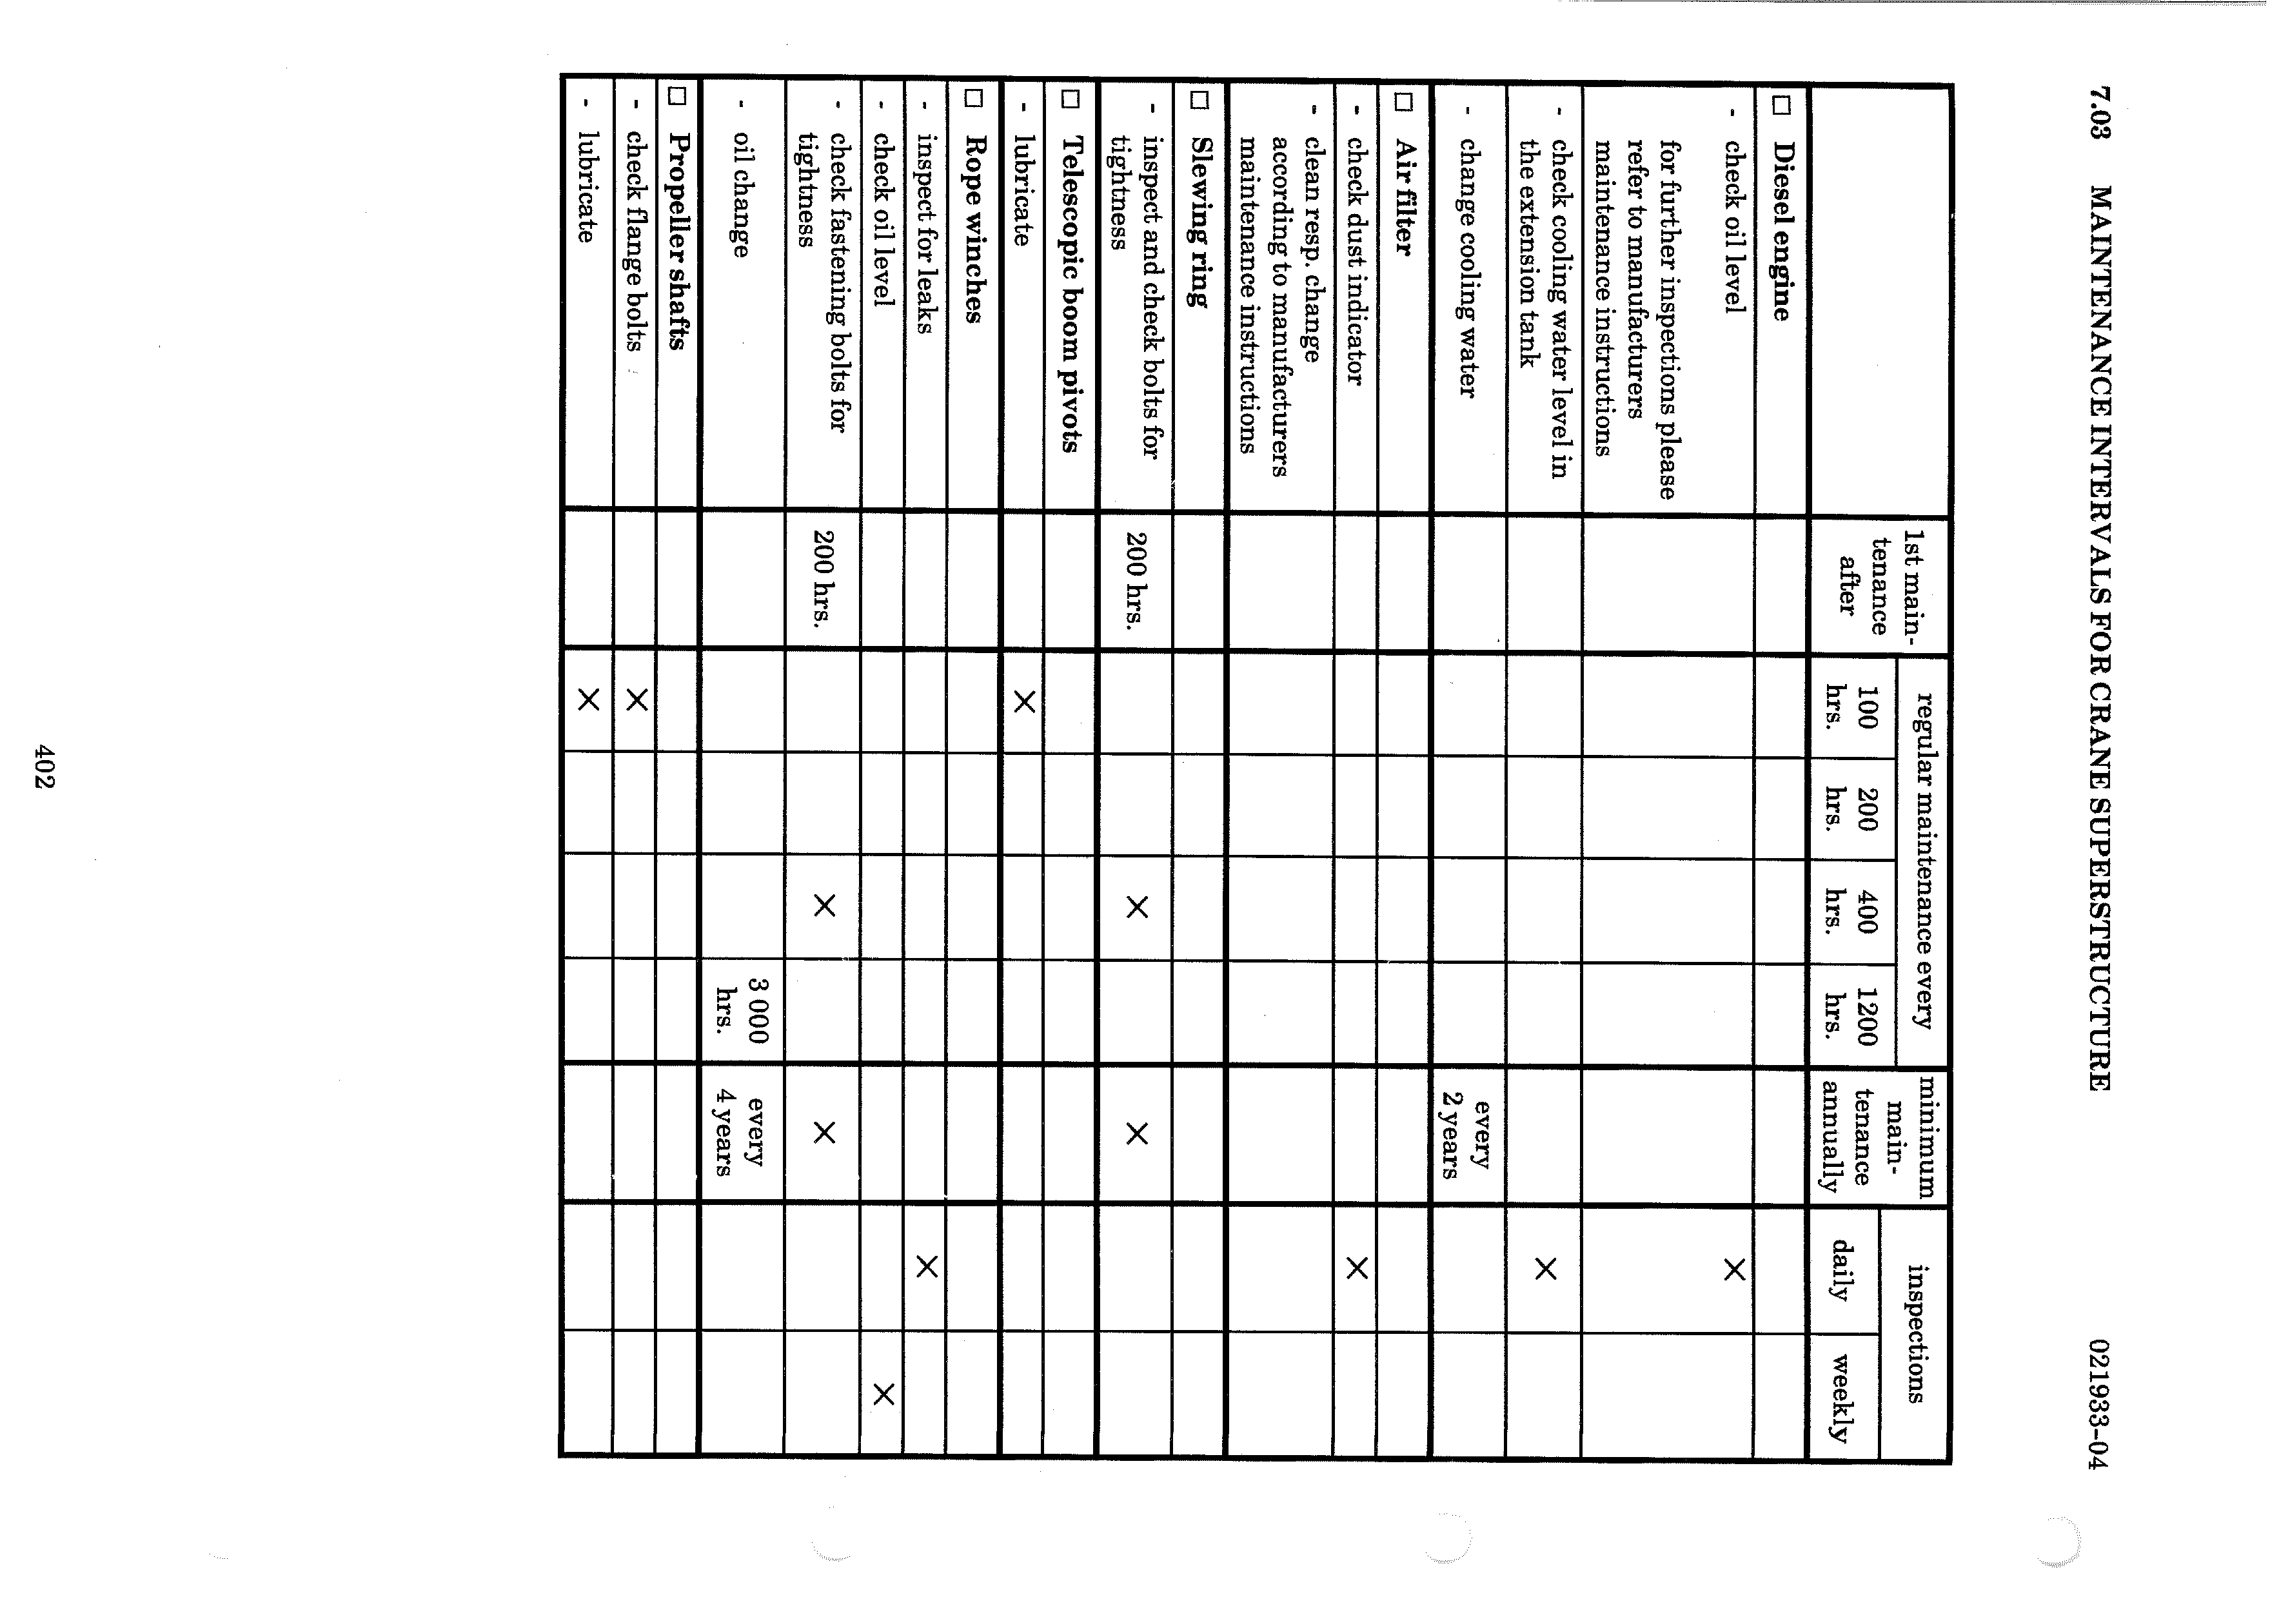 7.03 MAINTENANCE INTERVALS FOR CRANE SUPERSTRUCTURE 021933-04
1st main-
tenance
after
regular maintenance every
100
hrs.
200
hrs.
400
hrs.
1200
hrs.
minimum
main-
tenance
annually
inspections
daily
weekly
□ Diesel engine
- check oil level ×
for further inspections please
refer to manufacturers
maintenance instructions
- check cooling water level in ×
the extension tank
- change cooling water every
2 years
□ Air filter
- check dust indicator ×
- clean resp. change
according to manufacturers
maintenance instructions
□ Slewing ring
- inspect and check bolts for 200 hrs. × ×
tightness
□ Telescopic boom pivots
- lubricate ×
□ Rope winches
- inspect for leaks ×
- check oil level ×
- check fastening bolts for 200 hrs. × ×
tightness
- oil change 3 000 every
hrs. 4 years
□ Propeller shafts
- check flange bolts ×
- lubricate ×
402